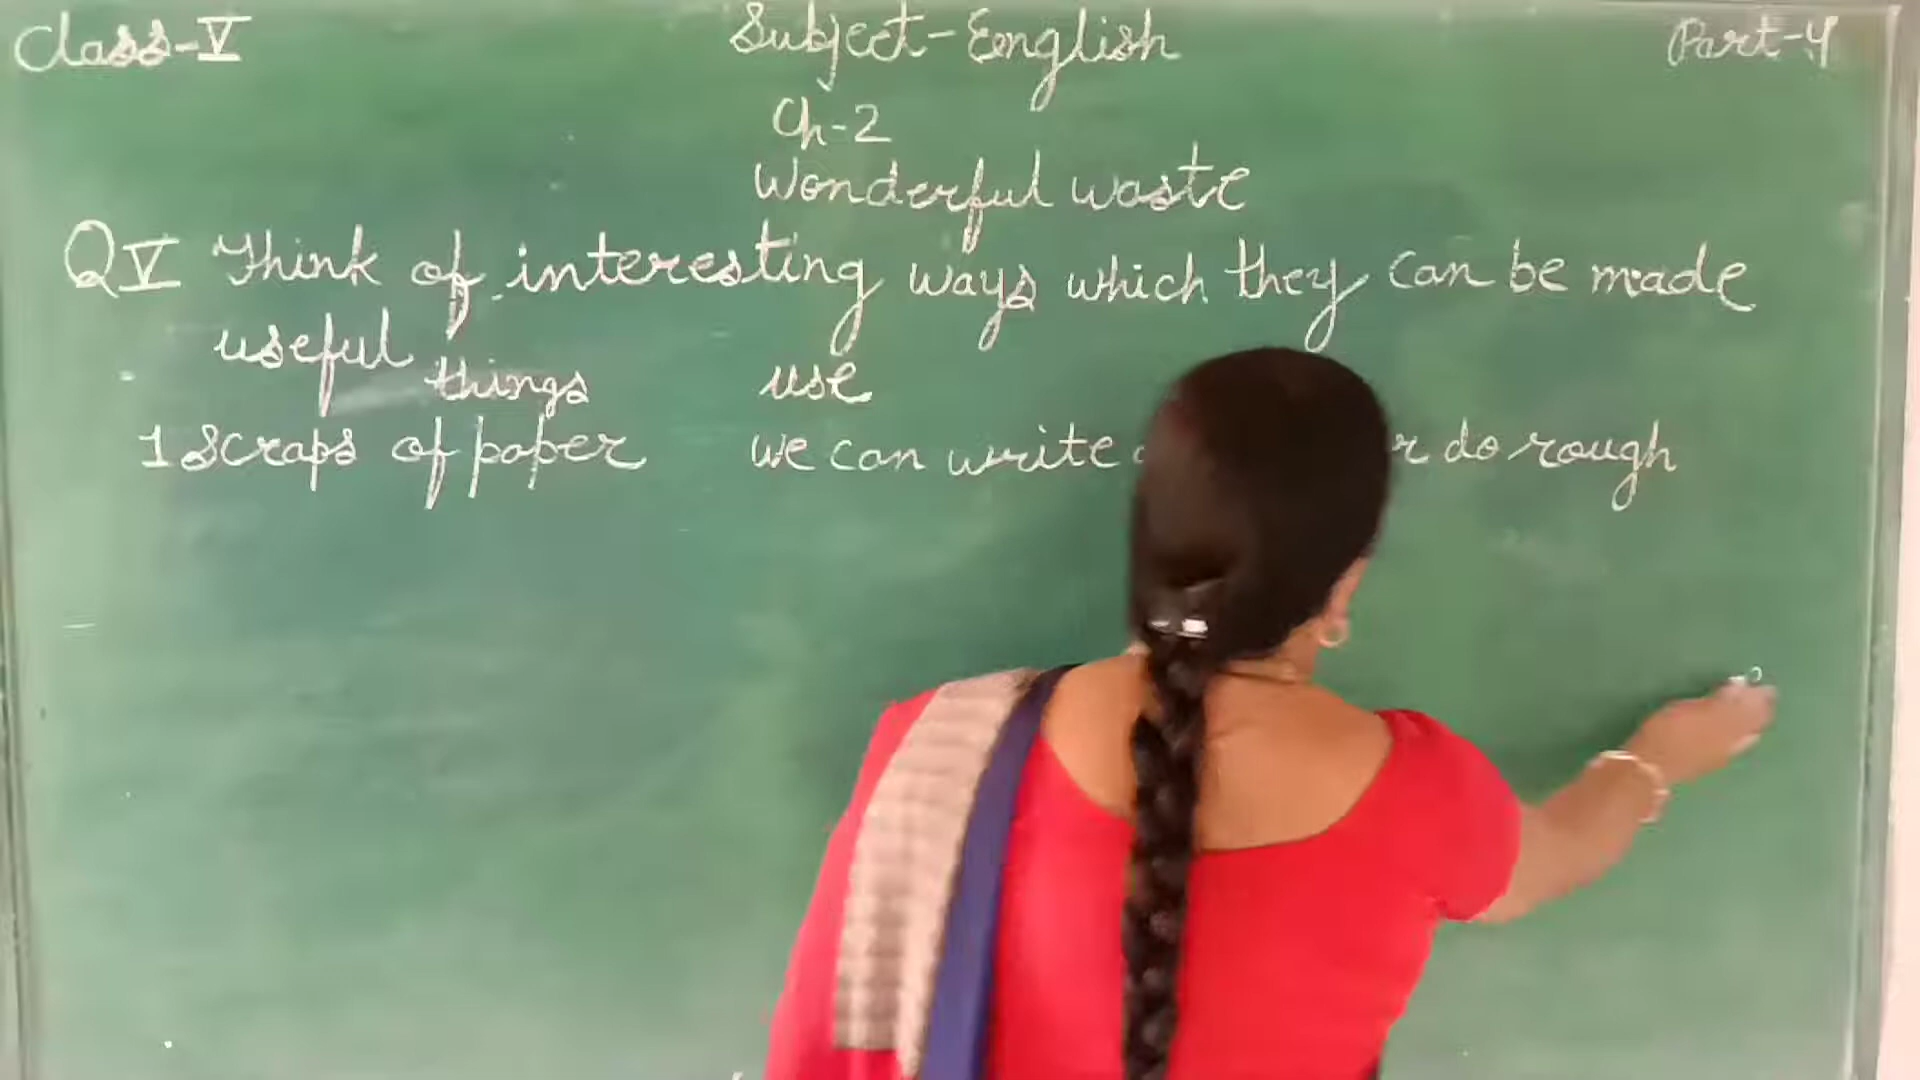 Class-V
Subject-English
Part-4
Ch-2
Wonderful waste
QV Think of interesting ways which they can be made
useful
things use
1 Scraps of paper we can write do rough